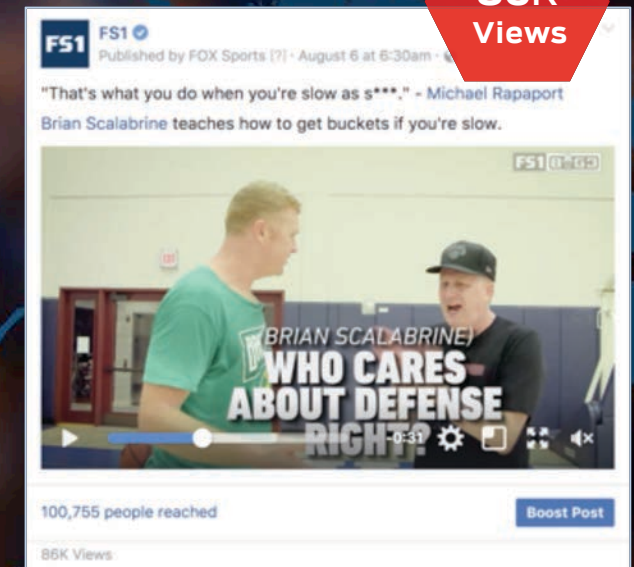 Views
FS1
FS1
Published by FOX Sports [?] · August 6 at 6:30am ·
"That's what you do when you're slow as s***." - Michael Rapaport
Brian Scalabrine teaches how to get buckets if you're slow.
FS1
(BRIAN SCALABRINE)
WHO CARES
ABOUT DEFENSE
RIGHT?
-0:31
100,755 people reached
Boost Post
86K Views